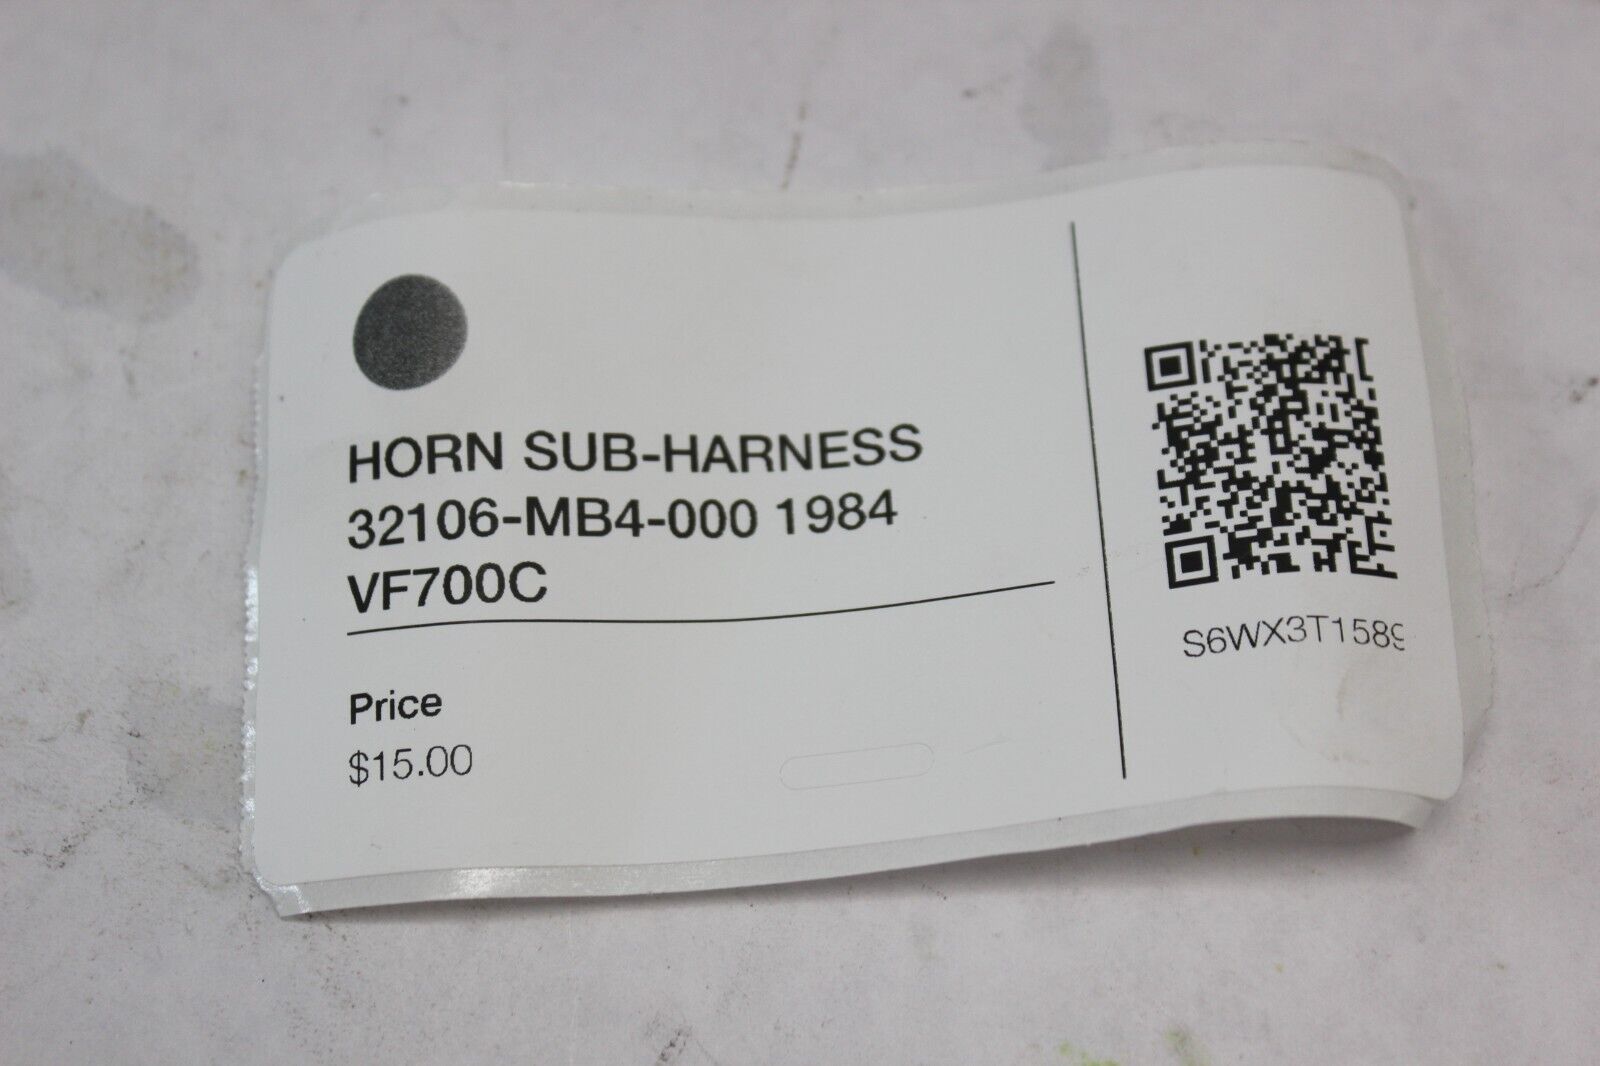 HORN SUB-HARNESS
32106-MB4-000 1984
VF700C
Price
$15.00
S6WX3T1589